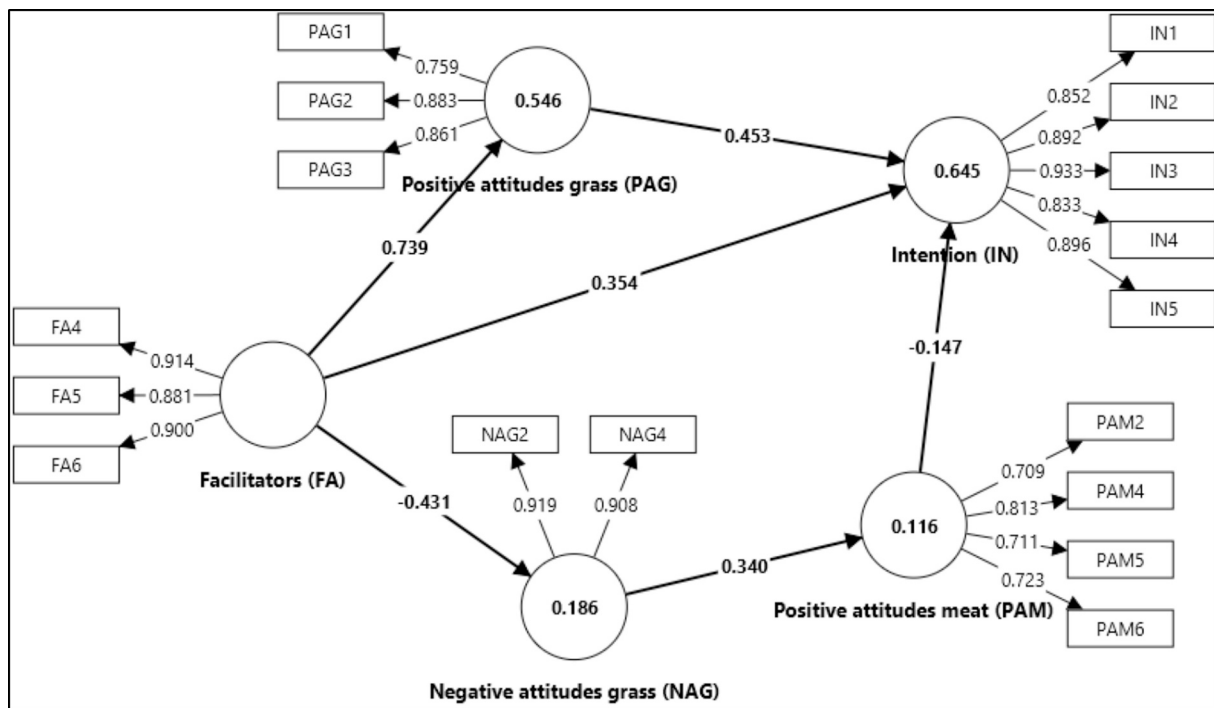 PAG1
0.759
PAG2
0.883
PAG3
0.861
0.546
Positive attitudes grass (PAG)
0.453
0.739
0.354
IN1
0.852
IN2
0.892
IN3
0.933
0.645
IN4
0.833
IN5
0.896
Intention (IN)
-0.147
FA4
0.914
FA5
0.881
FA6
0.900
Facilitators (FA)
-0.431
NAG2
NAG4
0.919
0.908
0.186
Negative attitudes grass (NAG)
0.340
0.116
Positive attitudes meat (PAM)
PAM2
0.709
PAM4
0.813
PAM5
0.711
PAM6
0.723